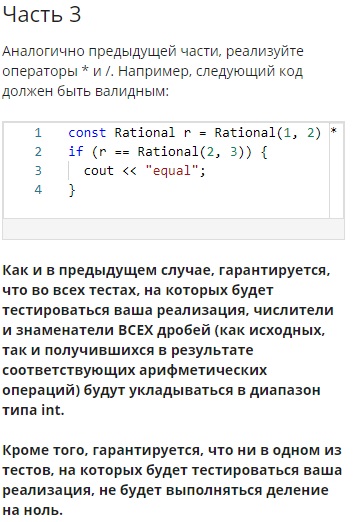 Часть 3
Аналогично предыдущей части, реализуйте
операторы * и /. Например, следующий код
должен быть валидным:
1 const Rational r = Rational(1, 2) *
2 if (r == Rational(2, 3)) {
3 cout << "equal";
4 }
Как и в предыдущем случае, гарантируется,
что во всех тестах, на которых будет
тестироваться ваша реализация, числители
и знаменатели ВСЕХ дробей (как исходных,
так и получившихся в результате
соответствующих арифметических
операций) будут укладываться в диапазон
типа int.
Кроме того, гарантируется, что ни в одном из
тестов, на которых будет тестироваться ваша
реализация, не будет выполняться деление
на ноль.